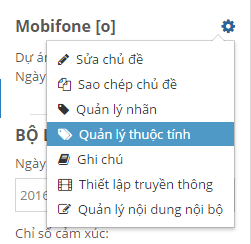 Mobifone [o]
Dự án
Ngày
Sửa chủ đề
Sao chép chủ đề
Quản lý nhãn
Quản lý thuộc tính
Ghi chú
Thiết lập truyền thông
Quản lý nội dung nội bộ
BỘ L
Ngày
2016
Chỉ số cảm xúc: